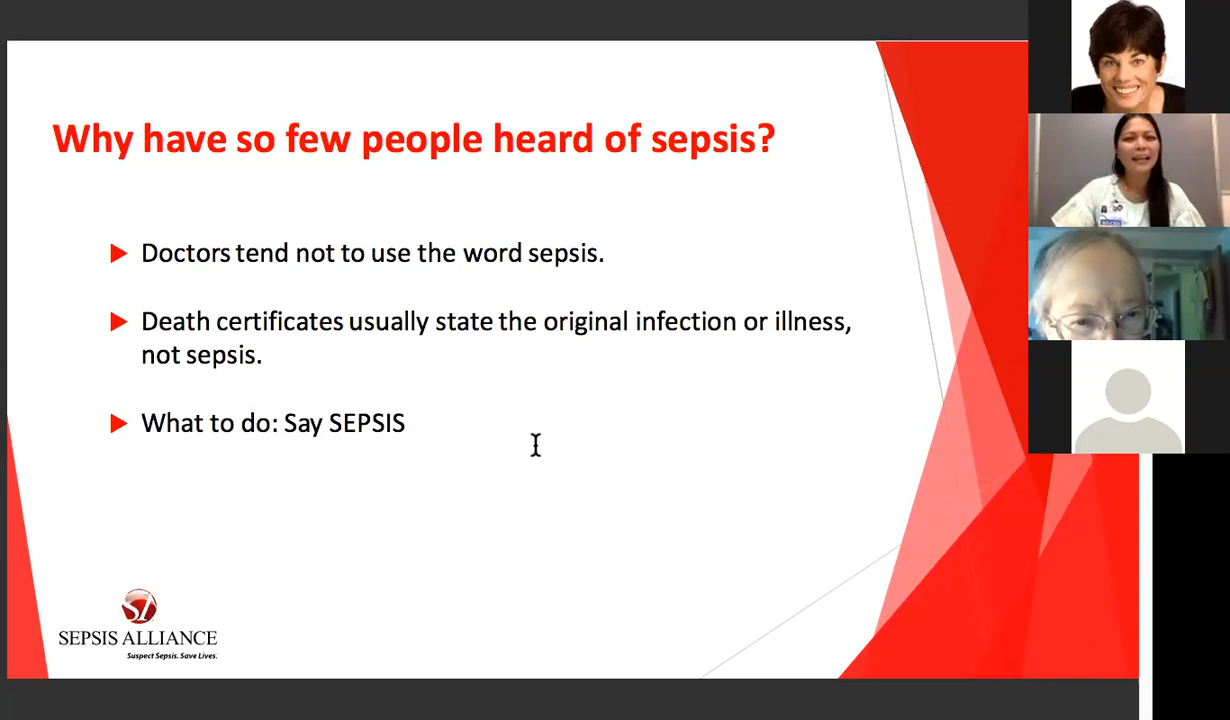 Why have so few people heard of sepsis?
Doctors tend not to use the word sepsis.
Death certificates usually state the original infection or illness,
not sepsis.
What to do: Say SEPSIS
SA
SEPSIS ALLIANCE
Suspect Sepsis. Save Lives.